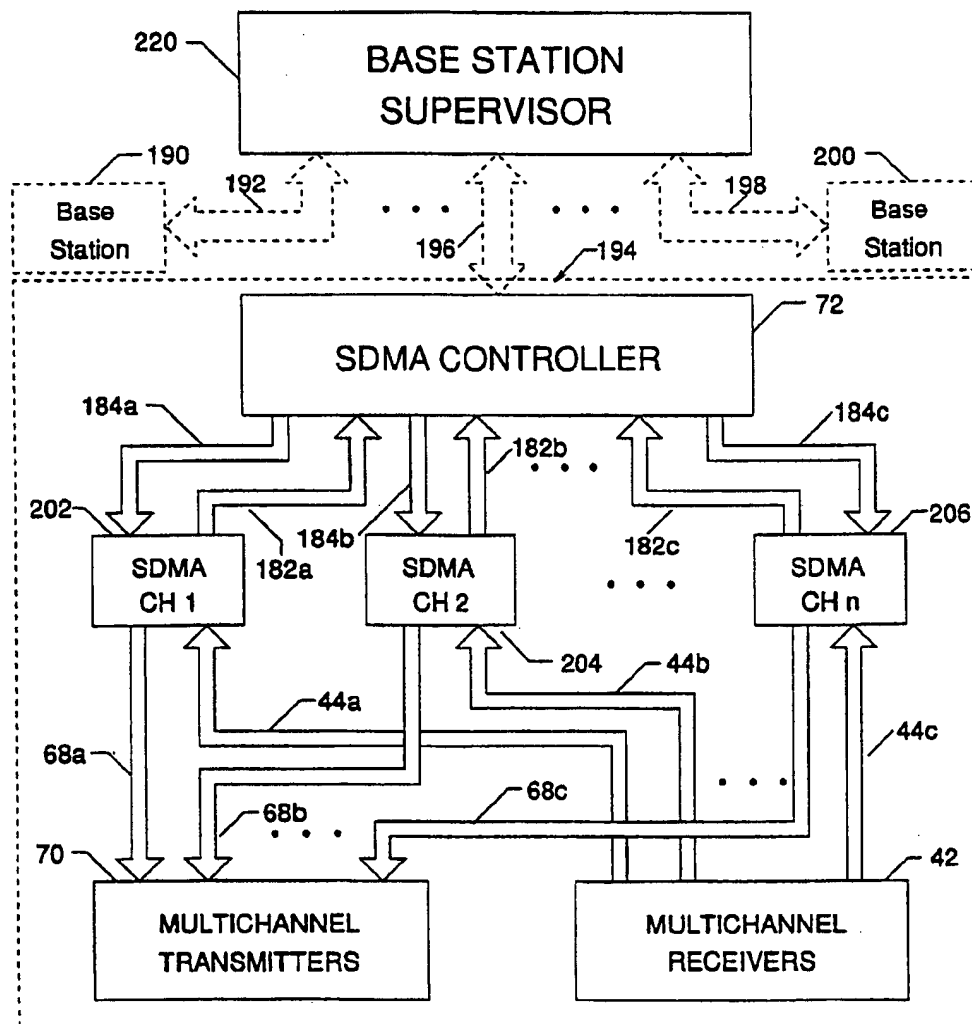 220
BASE STATION
SUPERVISOR
190
192
200
198
Base
Station
196
194
Base
Station
72
SDMA CONTROLLER
184a
184c
182b
202
184b
182a
182c
206
SDMA
CH 1
SDMA
CH 2
SDMA
CH n
204
44a
44b
44c
68a
68b
68c
70
42
MULTICHANNEL
TRANSMITTERS
MULTICHANNEL
RECEIVERS